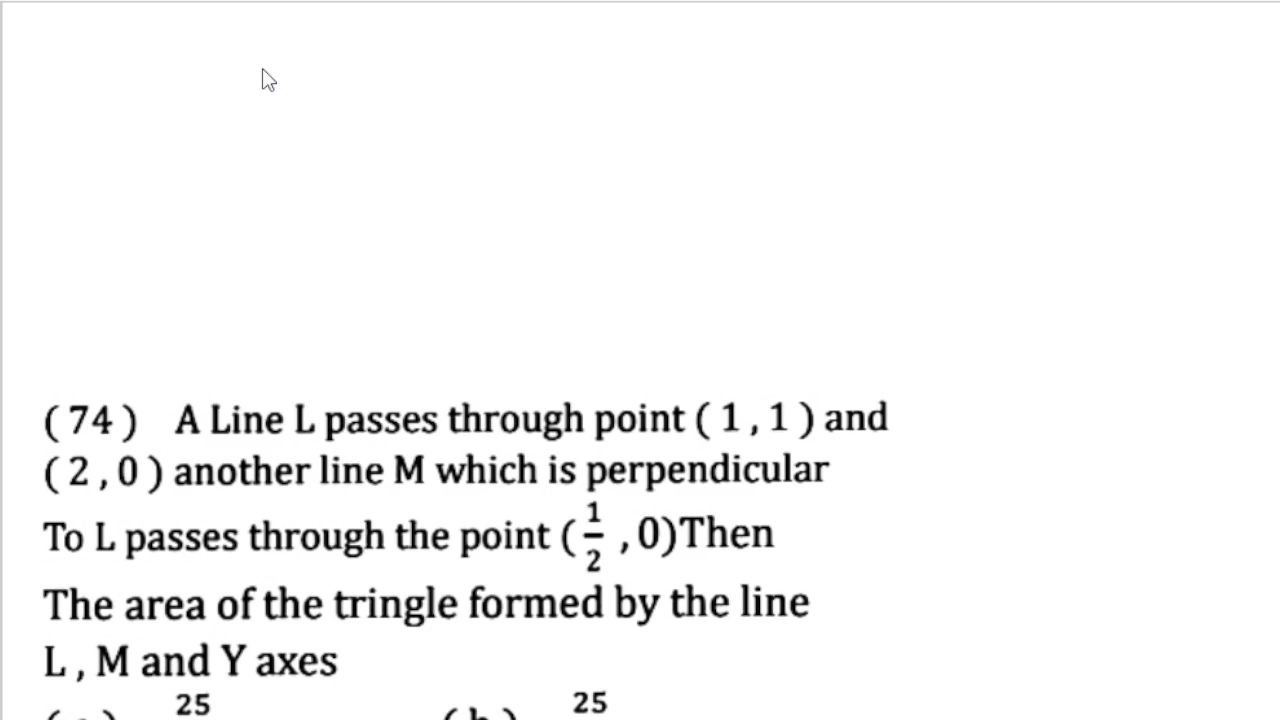 ( 74 ) A Line L passes through point ( 1 , 1 ) and
( 2 , 0 ) another line M which is perpendicular
To L passes through the point ( 1/2 , 0)Then
The area of the tringle formed by the line
L , M and Y axes
25 25